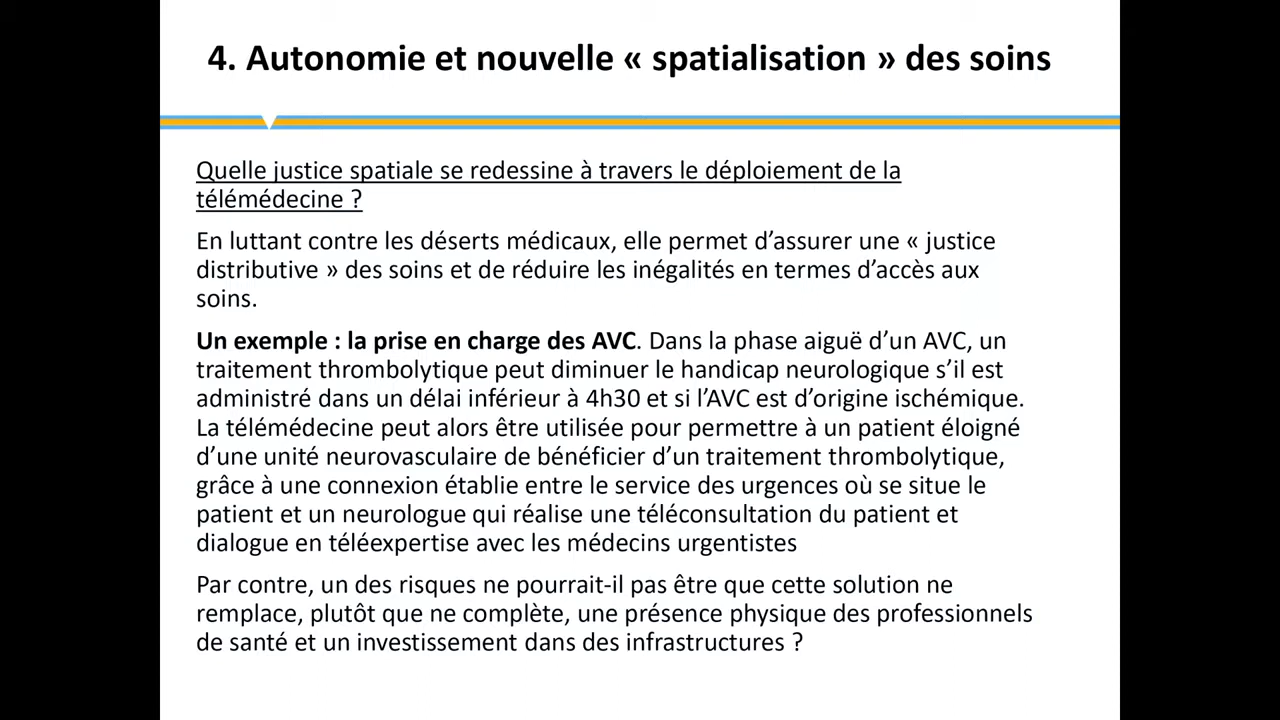 4. Autonomie et nouvelle « spatialisation » des soins
Quelle justice spatiale se redessine à travers le déploiement de la
télémédecine ?
En luttant contre les déserts médicaux, elle permet d’assurer une « justice
distributive » des soins et de réduire les inégalités en termes d’accès aux
soins.
Un exemple : la prise en charge des AVC. Dans la phase aiguë d’un AVC, un
traitement thrombolytique peut diminuer le handicap neurologique s’il est
administré dans un délai inférieur à 4h30 et si l’AVC est d’origine ischémique.
La télémédecine peut alors être utilisée pour permettre à un patient éloigné
d’une unité neurovasculaire de bénéficier d’un traitement thrombolytique,
grâce à une connexion établie entre le service des urgences où se situe le
patient et un neurologue qui réalise une téléconsultation du patient et
dialogue en téléexpertise avec les médecins urgentistes
Par contre, un des risques ne pourrait-il pas être que cette solution ne
remplace, plutôt que ne complète, une présence physique des professionnels
de santé et un investissement dans des infrastructures ?